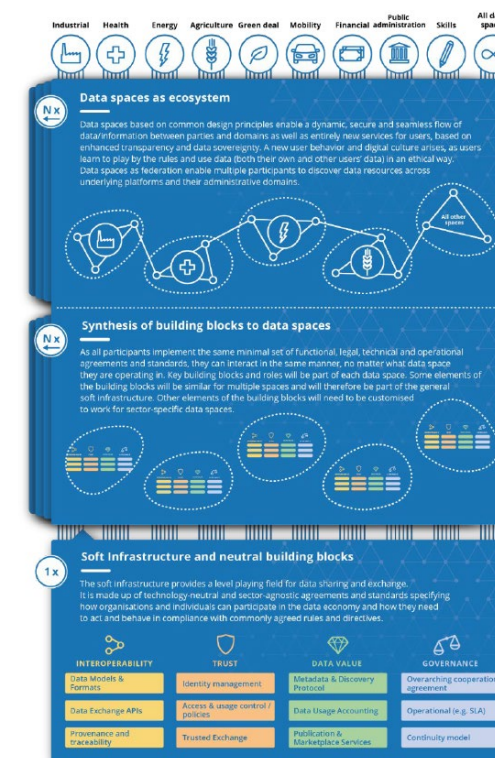 Industrial Health Energy Agriculture Green deal Mobility Financial Public administration Skills All
N x
Data spaces as ecosystem
Data spaces based on common design principles enable a dynamic, secure and seamless flow of
data/information between parties and domains as well as entirely new services for users, based on
enhanced transparency and data sovereignty. A new user behavior and digital culture arises, as users
learn to play by the rules and use data (both their own and other users' data) in an ethical way.
Data spaces as federation enable multiple participants to discover data resources across
underlying platforms and their administrative domains.
All other
spaces
N x
Synthesis of building blocks to data spaces
As all participants implement the same minimal set of functional, legal, technical and operational
agreements and standards, they can interact in the same manner, no matter what data space
they are operating in. Key building blocks and roles will be part of each data space. Some elements of
the building blocks will be similar for multiple spaces and will therefore be part of the general
soft infrastructure. Other elements of the building blocks will need to be customised
to work for sector-specific data spaces.
1 x
Soft Infrastructure and neutral building blocks
The soft infrastructure provides a level playing field for data sharing and exchange.
It is made up of technology-neutral and sector-agnostic agreements and standards specifying
how organisations and individuals can participate in the data economy and how they need
to act and behave in compliance with commonly agreed rules and directives.
INTEROPERABILITY TRUST DATA VALUE GOVERNANCE
Data Models &
Formats
Identity management
Metadata & Discovery
Protocol
Overarching cooperation
agreement
Data Exchange APIs
Access & usage control /
policies
Data Usage Accounting
Operational (e.g. SLA)
Provenance and
traceability
Trusted Exchange
Publication &
Marketplace Services
Continuity model